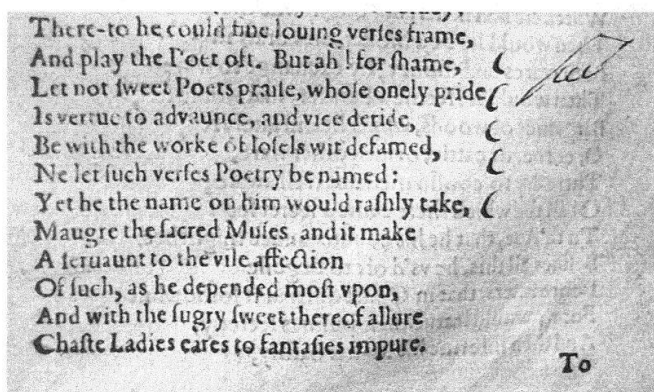 There-to he could fine louing verſes frame,
And play the Poet oft. But ah ! for ſhame,
Let not ſweet Poets praiſe, whoſe onely pride
Is vertue to advaunce, and vice deride,
Be with the worke of loſels wit defamed,
Ne let ſuch verſes Poetry be named :
Yet he the name on him would raſhly take,
Maugre the ſacred Muſes, and it make
A ſeruaunt to the vile affection
Of ſuch, as he depended moſt vpon,
And with the ſugry ſweet thereof allure
Chaſte Ladies eares to fantaſies impure.
To